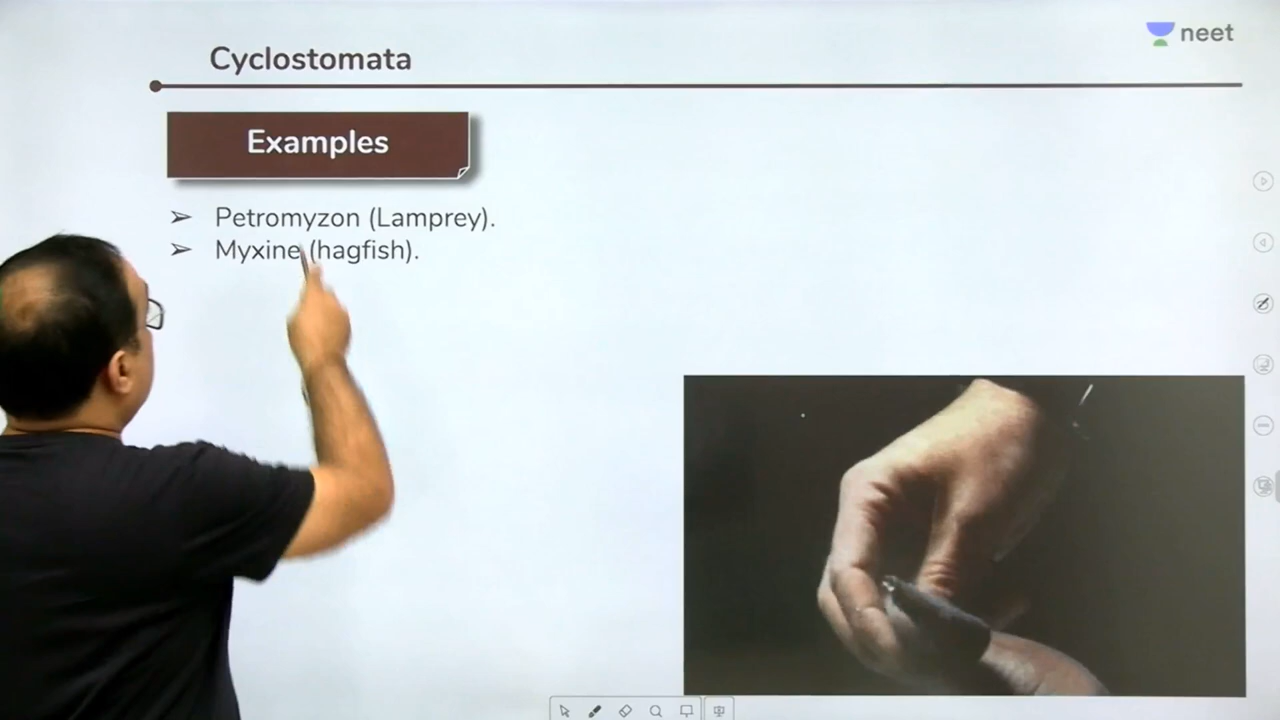 neet
Cyclostomata
Examples
➢ Petromyzon (Lamprey).
➢ Myxine (hagfish).